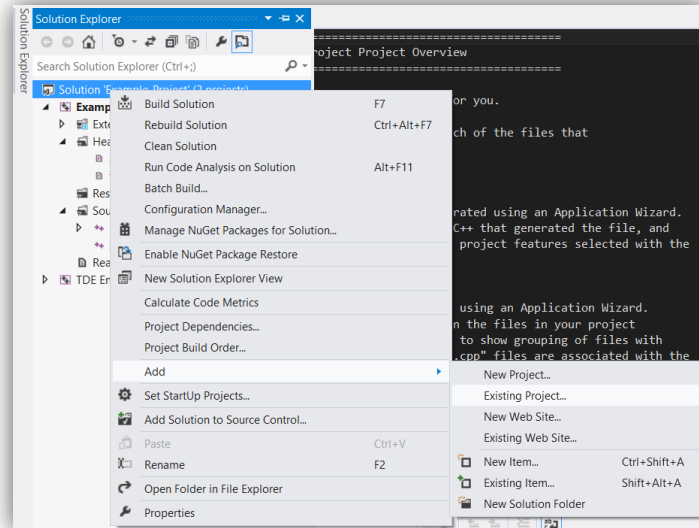 Solution Explorer
Solution Explorer
Search Solution Explorer (Ctrl+;)
Solution 'Example Project' (2 projects)
Examp
Exte
Hea
Res
Sou
Rea
TDE En
Build Solution F7
Rebuild Solution Ctrl+Alt+F7
Clean Solution
Run Code Analysis on Solution Alt+F11
Batch Build...
Configuration Manager...
Manage NuGet Packages for Solution...
Enable NuGet Package Restore
New Solution Explorer View
Calculate Code Metrics
Project Dependencies...
Project Build Order...
Add
Set StartUp Projects...
Add Solution to Source Control...
Paste Ctrl+V
Rename F2
Open Folder in File Explorer
Properties
New Project...
Existing Project...
New Web Site...
Existing Web Site...
New Item... Ctrl+Shift+A
Existing Item... Shift+Alt+A
New Solution Folder
========================================
oject Project Overview
========================================
or you.
ch of the files that
rated using an Application Wizard.
C++ that generated the file, and
project features selected with the
using an Application Wizard.
n the files in your project
to show grouping of files with
.cpp" files are associated with the